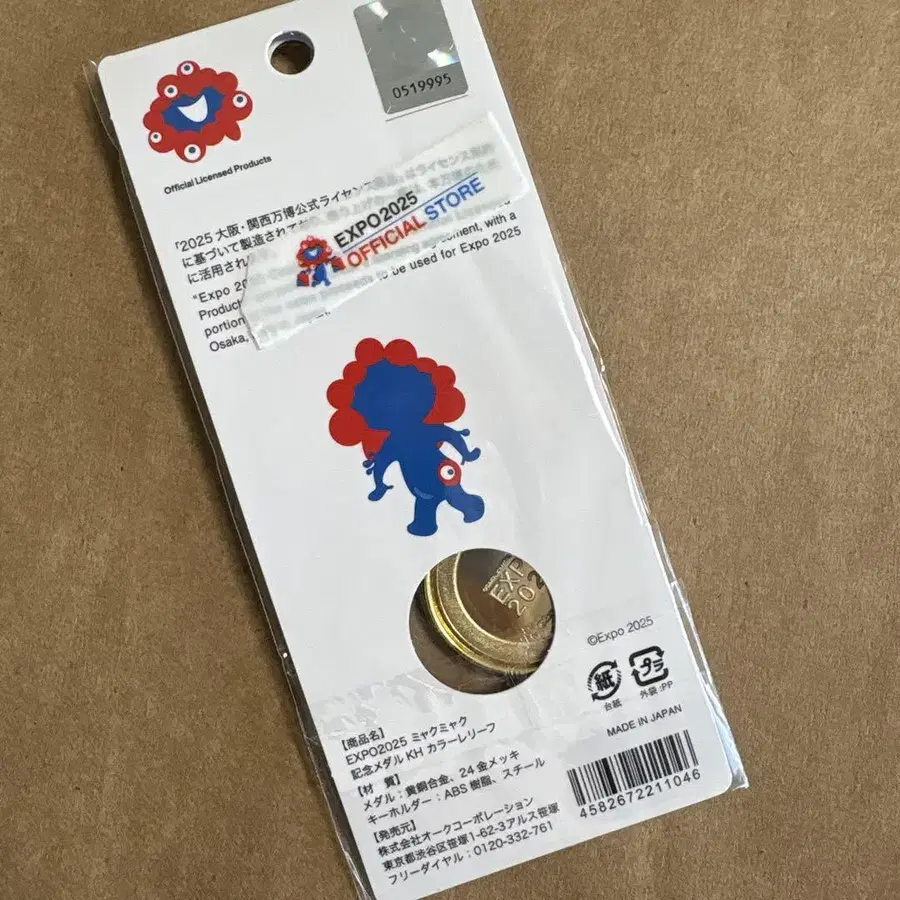 0519995
Official Licensed Products
「2025 大阪・関西万博公式ライセンス
に基づいて製造されて
に活用され
EXPO2025
OFFICIAL STORE
"Expo 20
agreement, with a
Produc
to be used for Expo 2025
portion
Osaka,
EXP
202
©Expo 2025
紙
プラ
台紙
外袋:PP
MADE IN JAPAN
【商品名】
EXPO2025 ミャクミャク
記念メダル KH カラーレリーフ
【材 質】
メダル：黄銅合金、24金メッキ
キーホルダー：ABS 樹脂、スチール
【発売元】
株式会社オークコーポレーション
東京都渋谷区笹塚1-62-3アルス笹塚
フリーダイヤル：0120-332-761
4582672211046